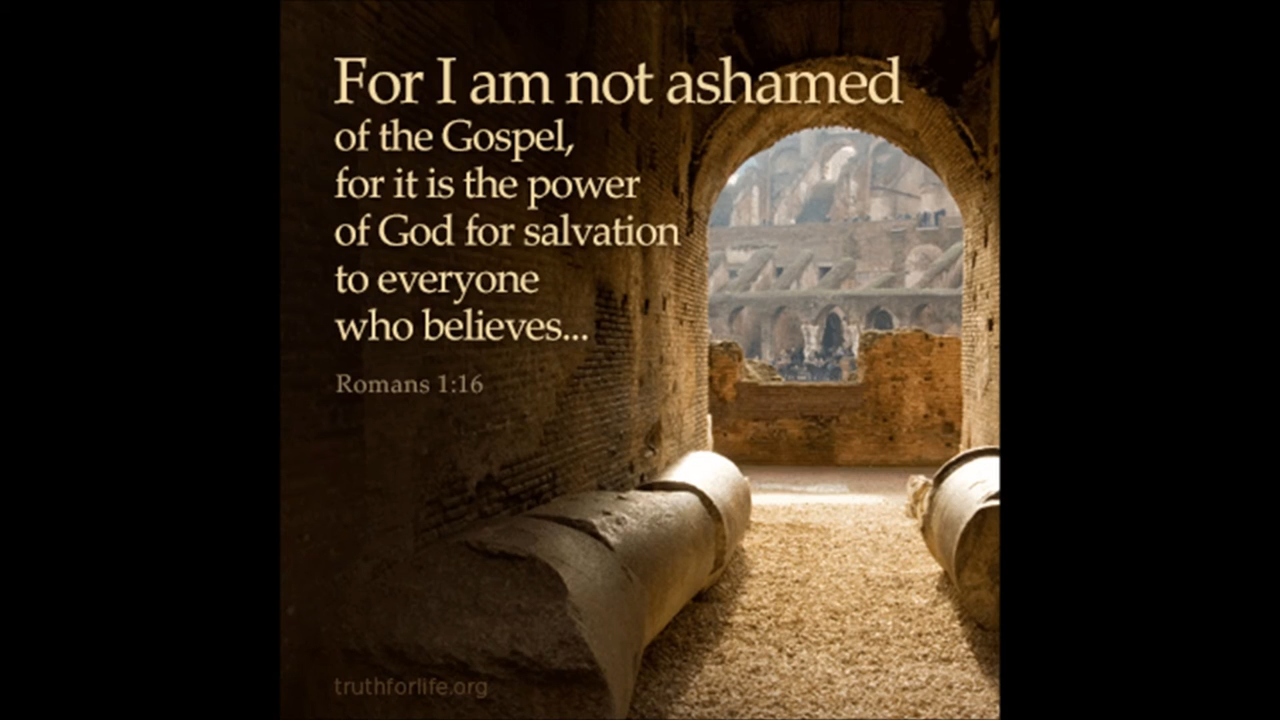 For I am not ashamed
of the Gospel,
for it is the power
of God for salvation
to everyone
who believes...
Romans 1:16
truthforlife.org